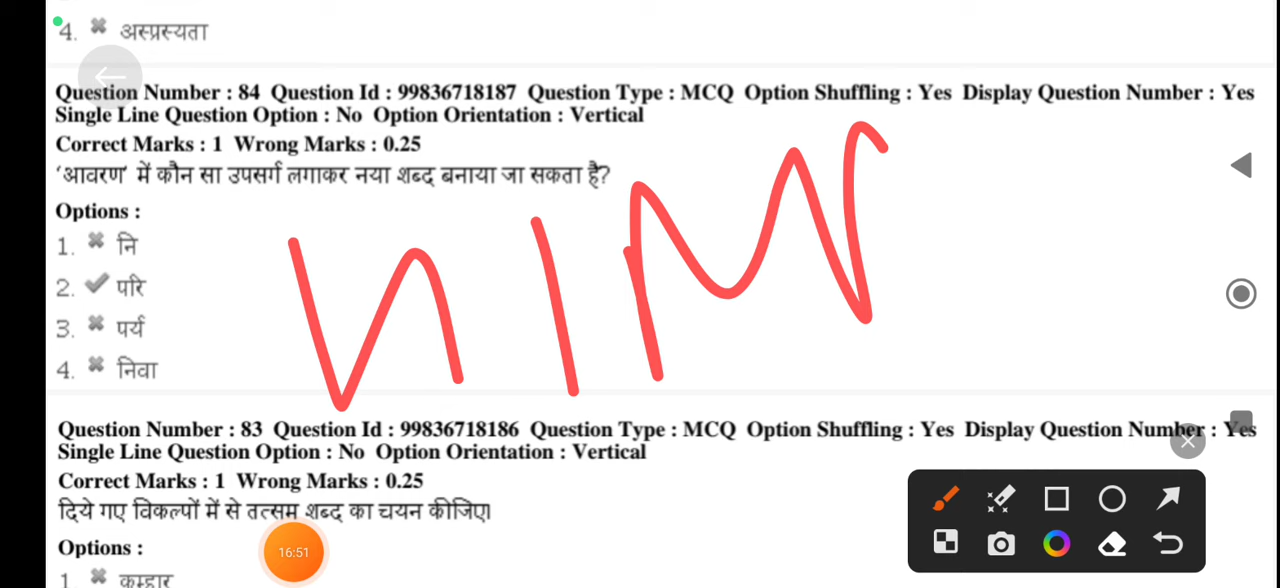 4. अस्प्रस्यता
Question Number : 84 Question Id : 99836718187 Question Type : MCQ Option Shuffling : Yes Display Question Number : Yes
Single Line Question Option : No Option Orientation : Vertical
Correct Marks : 1 Wrong Marks : 0.25
'आवरण' में कौन सा उपसर्ग लगाकर नया शब्द बनाया जा सकता है?
Options :
1. नि
2. परि
3. पर्य
4. निवा
Question Number : 83 Question Id : 99836718186 Question Type : MCQ Option Shuffling : Yes Display Question Number : Yes
Single Line Question Option : No Option Orientation : Vertical
Correct Marks : 1 Wrong Marks : 0.25
दिये गए विकल्पों में से तत्सम शब्द का चयन कीजिए।
16:51
Options :
1. कुम्हार